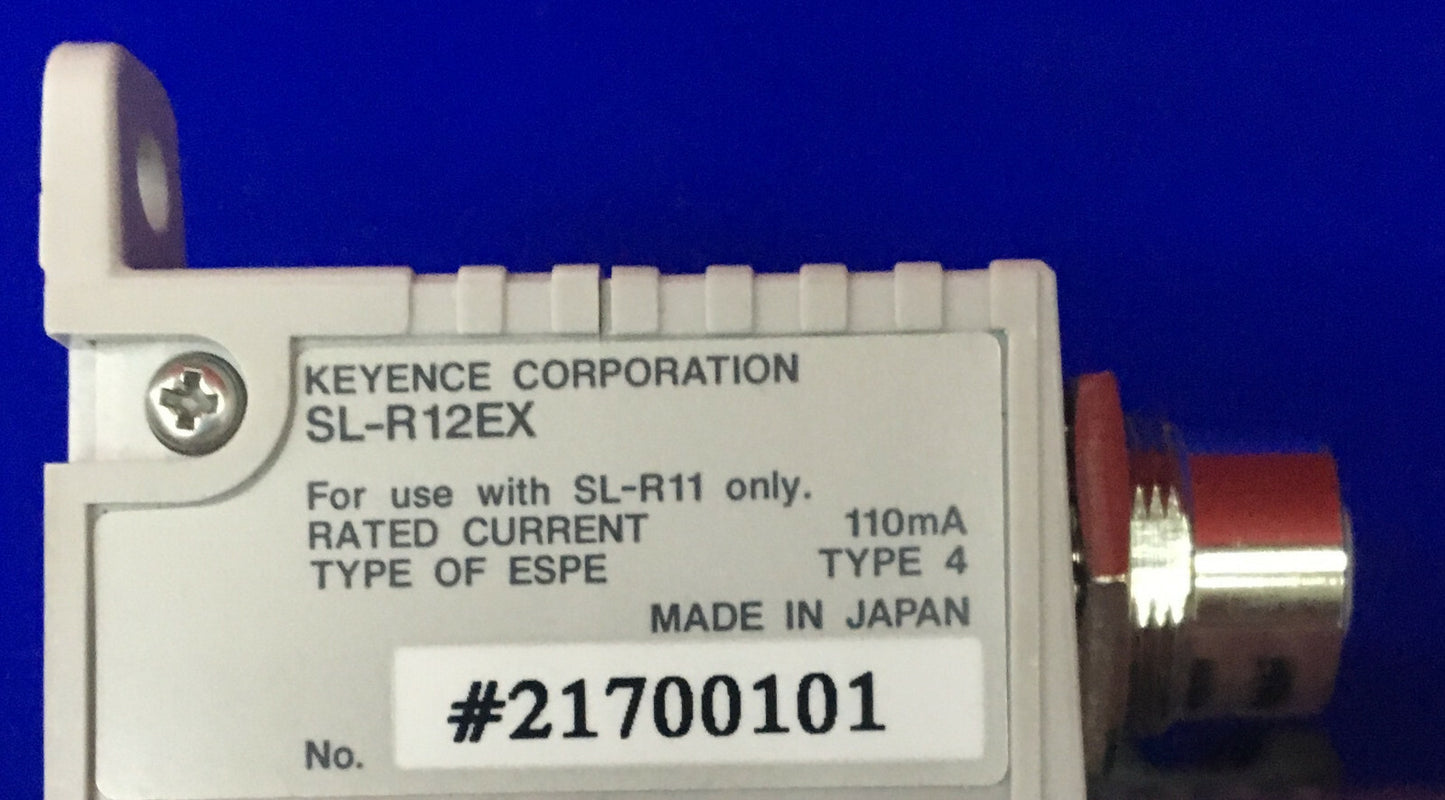 KEYENCE CORPORATION
SL-R12EX
For use with SL-R11 only.
RATED CURRENT 110mA
TYPE OF ESPE TYPE 4
MADE IN JAPAN
No. #21700101